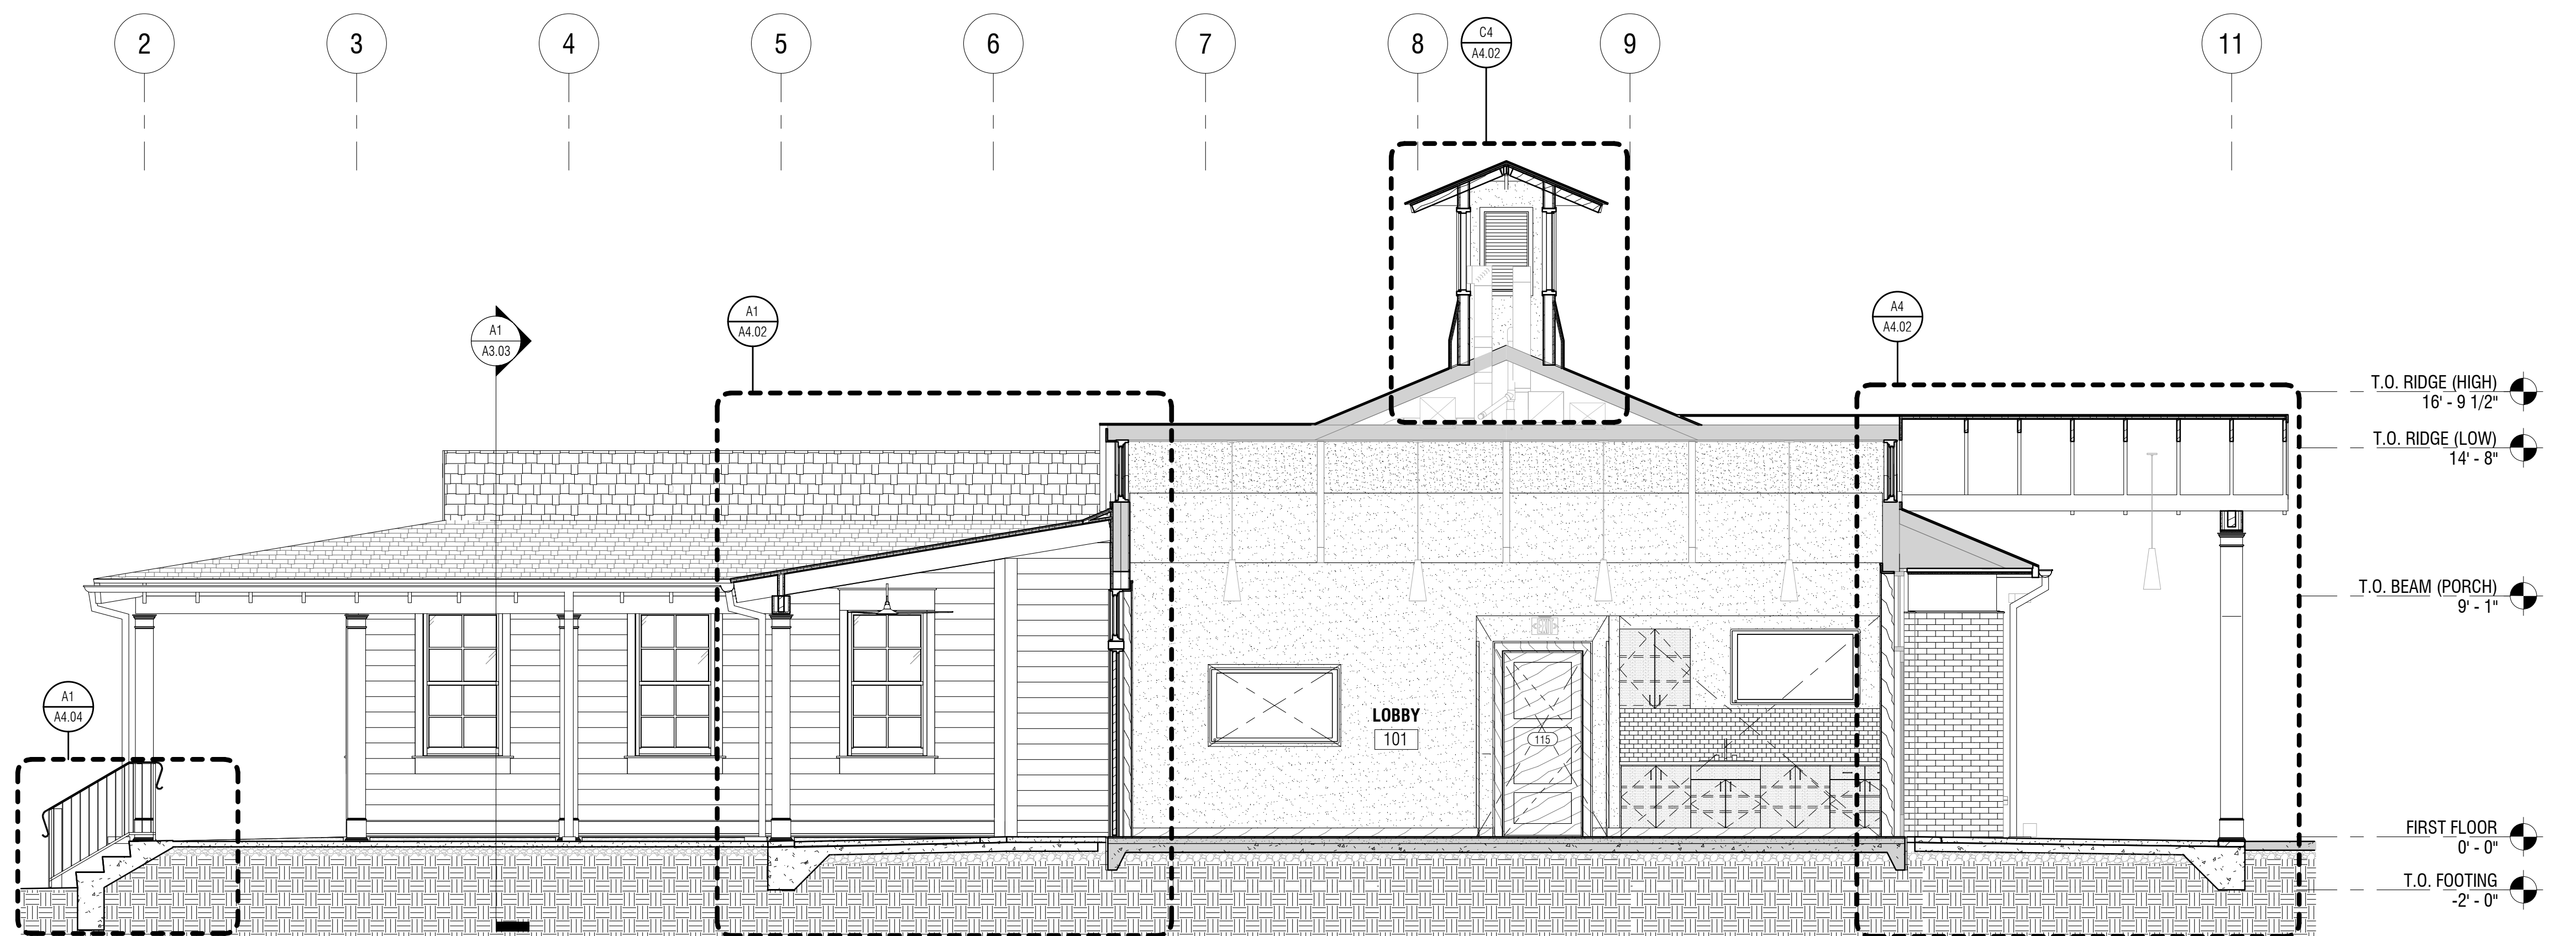 2
3
4
5
6
7
8
9
11
C4
A4.02
A1
A3.03
A1
A4.02
A4
A4.02
T.O. RIDGE (HIGH)
16' - 9 1/2"
T.O. RIDGE (LOW)
14' - 8"
T.O. BEAM (PORCH)
9' - 1"
A1
A4.04
LOBBY
101
115
FIRST FLOOR
0' - 0"
T.O. FOOTING
-2' - 0"